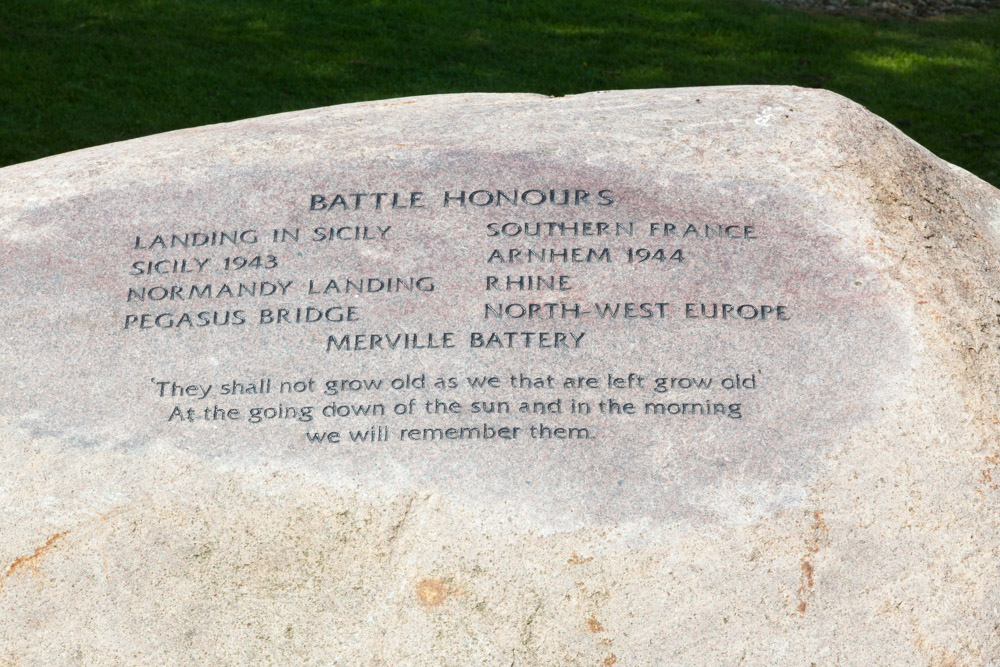 BATTLE HONOURS
LANDING IN SICILY
SICILY 1943
NORMANDY LANDING
PEGASUS BRIDGE
SOUTHERN FRANCE
ARNHEM 1944
RHINE
NORTH-WEST EUROPE
MERVILLE BATTERY
'They shall not grow old as we that are left grow old'
At the going down of the sun and in the morning
we will remember them.